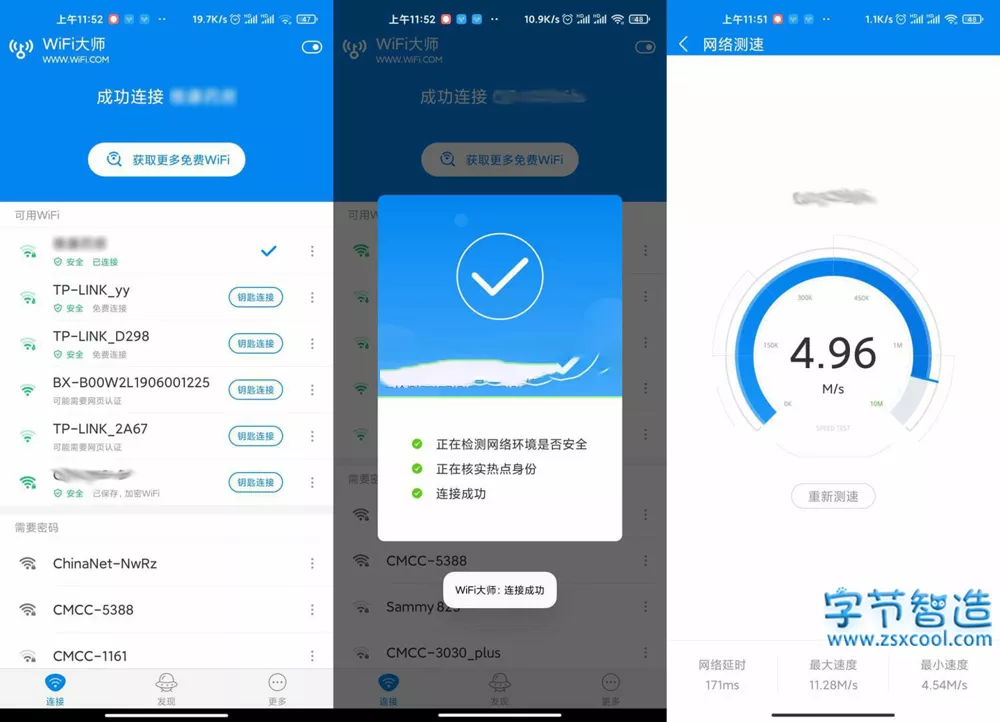 上午11:52
19.7K/s
47
WiFi大师
WWW.WiFi.COM
成功连接
获取更多免费WiFi
可用WiFi
安全 已连接
TP-LINK_yy
安全 免费连接
钥匙连接
TP-LINK_D298
安全 免费连接
钥匙连接
BX-B00W2L1906001225
可能需要网页认证
钥匙连接
TP-LINK_2A67
可能需要网页认证
钥匙连接
安全 已保存, 加密WiFi
钥匙连接
需要密码
ChinaNet-NwRz
CMCC-5388
CMCC-1161
连接 发现 更多
上午11:52
10.9K/s
48
WiFi大师
WWW.WiFi.COM
成功连接
获取更多免费WiFi
可用W
正在检测网络环境是否安全
正在核实热点身份
连接成功
CMCC-5388
WiFi大师: 连接成功
Sammy
CMCC-3030_plus
连接 发现 更多
上午11:51
1.1K/s
48
网络测速
300K 450K
150K 1M
4.96
M/s
0K 10M
SPEED TEST
重新测速
字节智造
www.zsxcool.com
网络延时 最大速度 最小速度
171ms 11.28M/s 4.54M/s